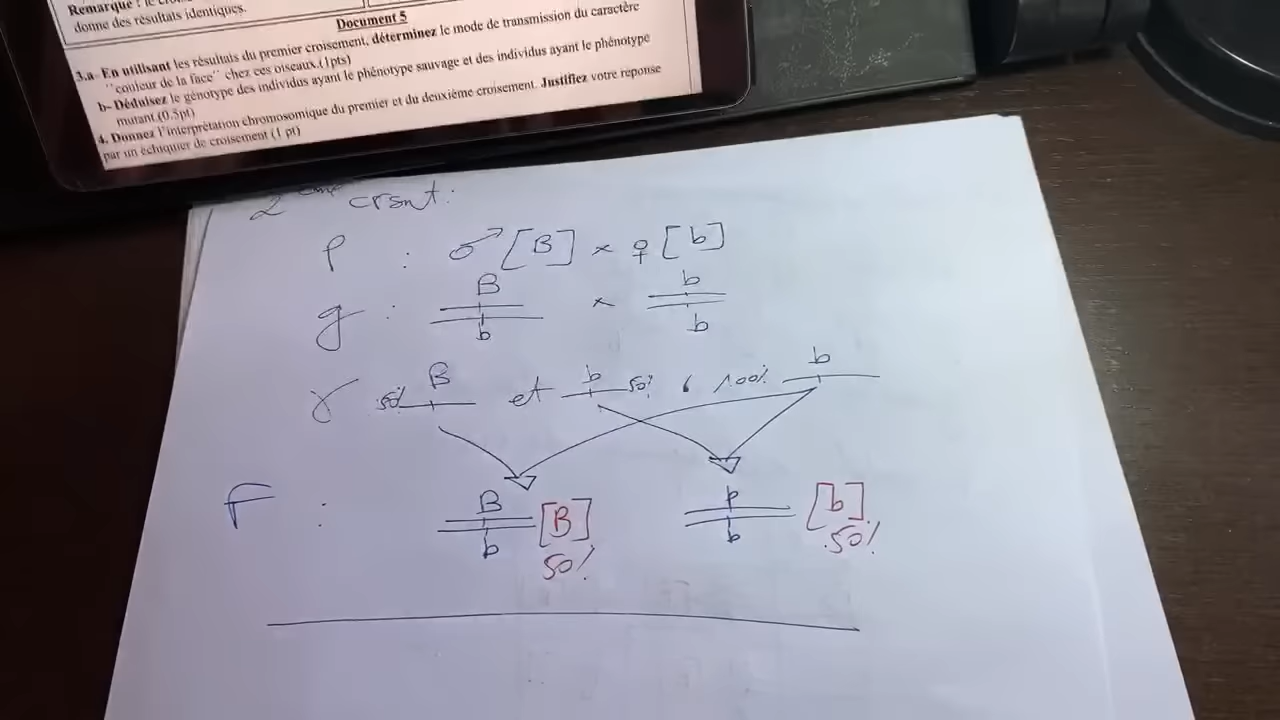 Remarque : le
donne des résultats identiques.
Document 5
3.a- En utilisant les résultats du premier croisement, déterminez le mode de transmission du caractère
"couleur de la face" chez ces oiseaux.(1pts)
b- Déduisez le génotype des individus ayant le phénotype sauvage et des individus ayant le phénotype
mutant.(0.5pt)
4. Donnez l'interprétation chromosomique du premier et du deuxième croisement. Justifiez votre réponse
par un échiquier de croisement (1 pt)
2ème crsnt:
P : ♂ [B] × ♀ [b]
B b
g : ×
b b
B b b
γ 50% et 50% ; 100%
F :
B b
[B] [b]
b b
50% 50%